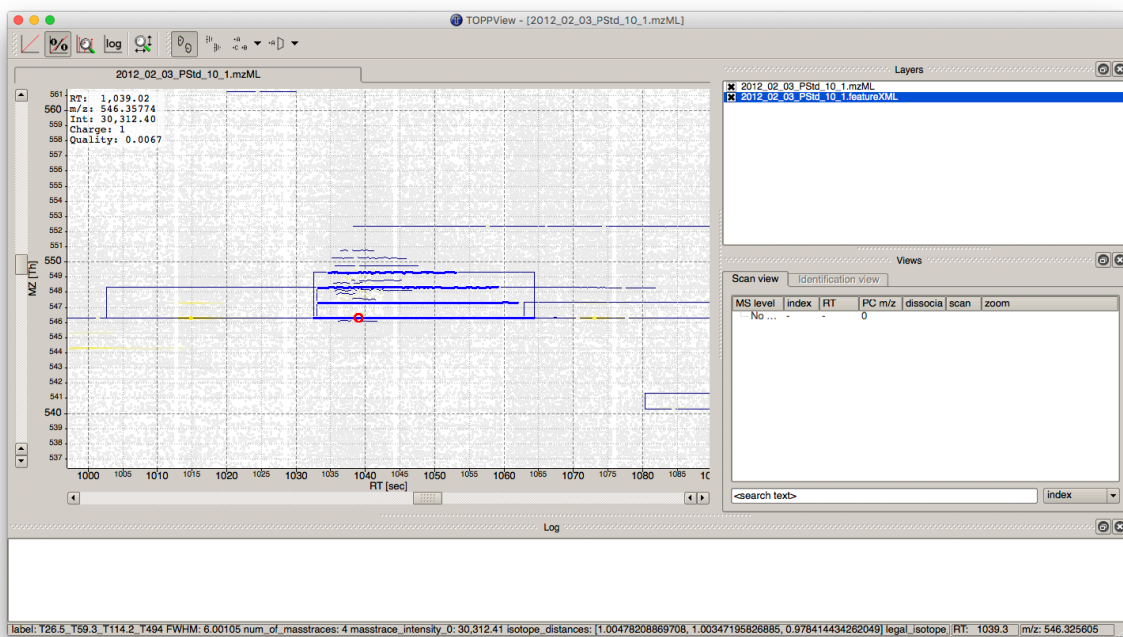 TOPPView - [2012_02_03_PStd_10_1.mzML]
log
2012_02_03_PStd_10_1.mzML
RT: 1,039.02
m/z: 546.35774
Int: 30,312.40
Charge: 1
Quality: 0.0067
MZ [Th]
561
560
559
558
557
556
555
554
553
552
551
550
549
548
547
546
545
544
543
542
541
540
539
538
537
1000 1005 1010 1015 1020 1025 1030 1035 1040 1045 1050 1055 1060 1065 1070 1075 1080 1085 10
RT [sec]
Layers
2012_02_03_PStd_10_1.mzML
2012_02_03_PStd_10_1.featureXML
Views
Scan view Identification view
MS level index RT PC m/z dissocia scan zoom
No ... - - 0
<search text> index
Log
label: T26.5_T59.3_T114.2_T494 FWHM: 6.00105 num_of_masstraces: 4 masstrace_intensity_0: 30,312.41 isotope_distances: [1.00478208869708, 1.00347195826885, 0.978414434262049] legal_isotope_ RT: 1039.3 m/z: 546.325605